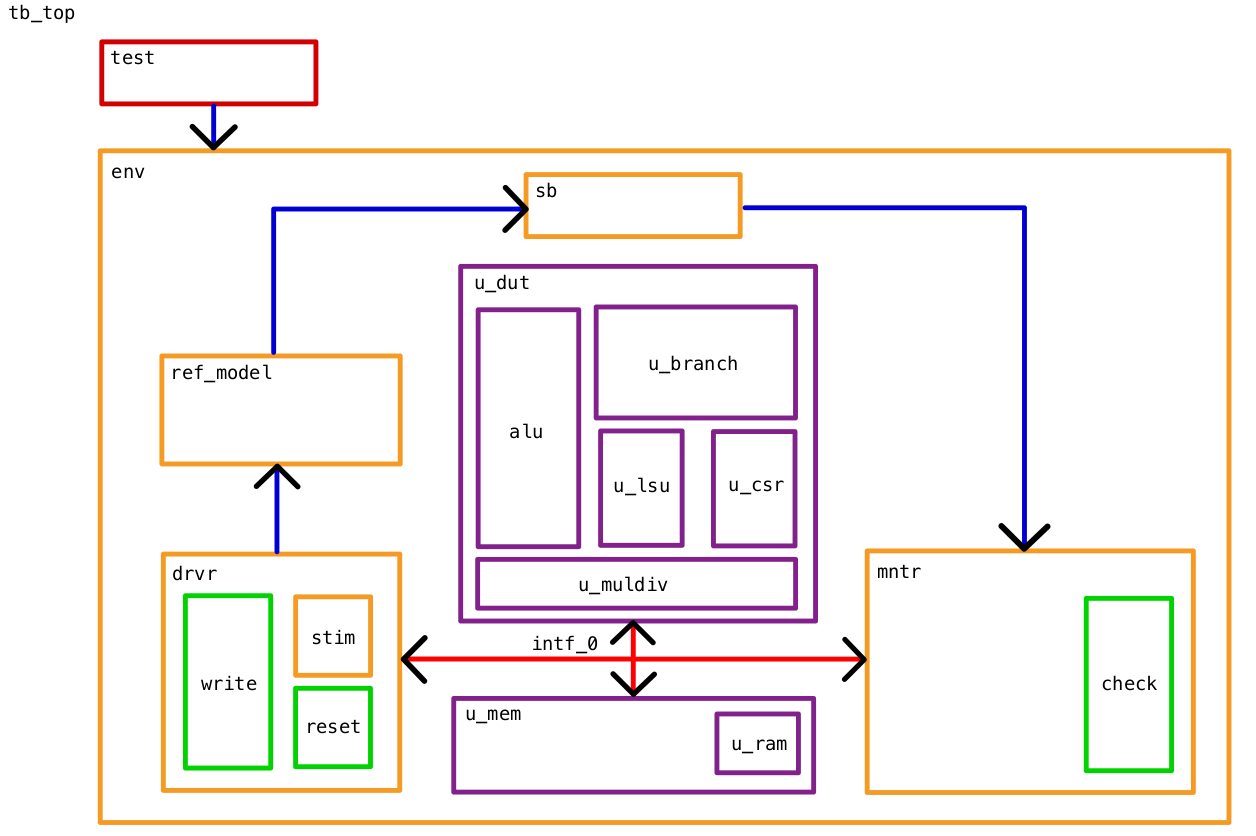 tb_top
test
env
sb
u_dut
u_branch
ref_model
alu
u_lsu
u_csr
drvr
u_muldiv
mntr
stim
intf_0
write
check
reset
u_mem
u_ram